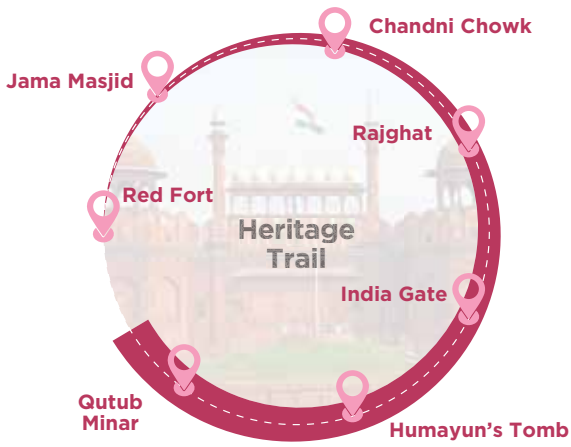 Chandni Chowk
Jama Masjid
Rajghat
Red Fort
Heritage
Trail
India Gate
Qutub
Minar
Humayun's Tomb